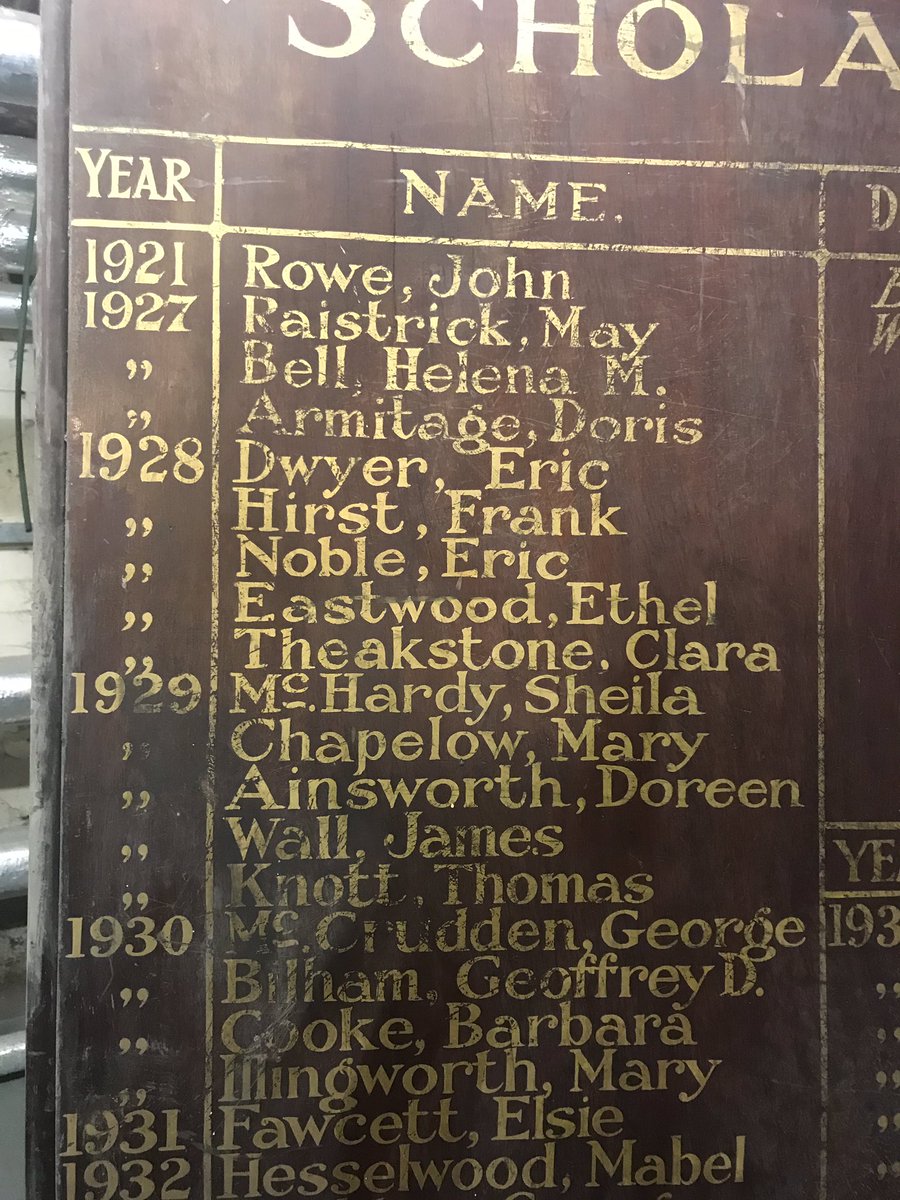 SCHOLA
YEAR NAME. D
1921 Rowe, John
1927 Raistrick, May
" Bell, Helena M.
" Armitage, Doris
1928 Dwyer, Eric
" Hirst, Frank
" Noble, Eric
" Eastwood, Ethel
" Theakstone, Clara
1929 Mc. Hardy, Sheila
" Chapelow, Mary
" Ainsworth, Doreen
" Wall, James
" Knott, Thomas YEA
1930 Mc. Crudden, George 193
" Bilham, Geoffrey D. "
" Cooke, Barbara "
" Illingworth, Mary "
1931 Fawcett, Elsie "
1932 Hesselwood, Mabel "